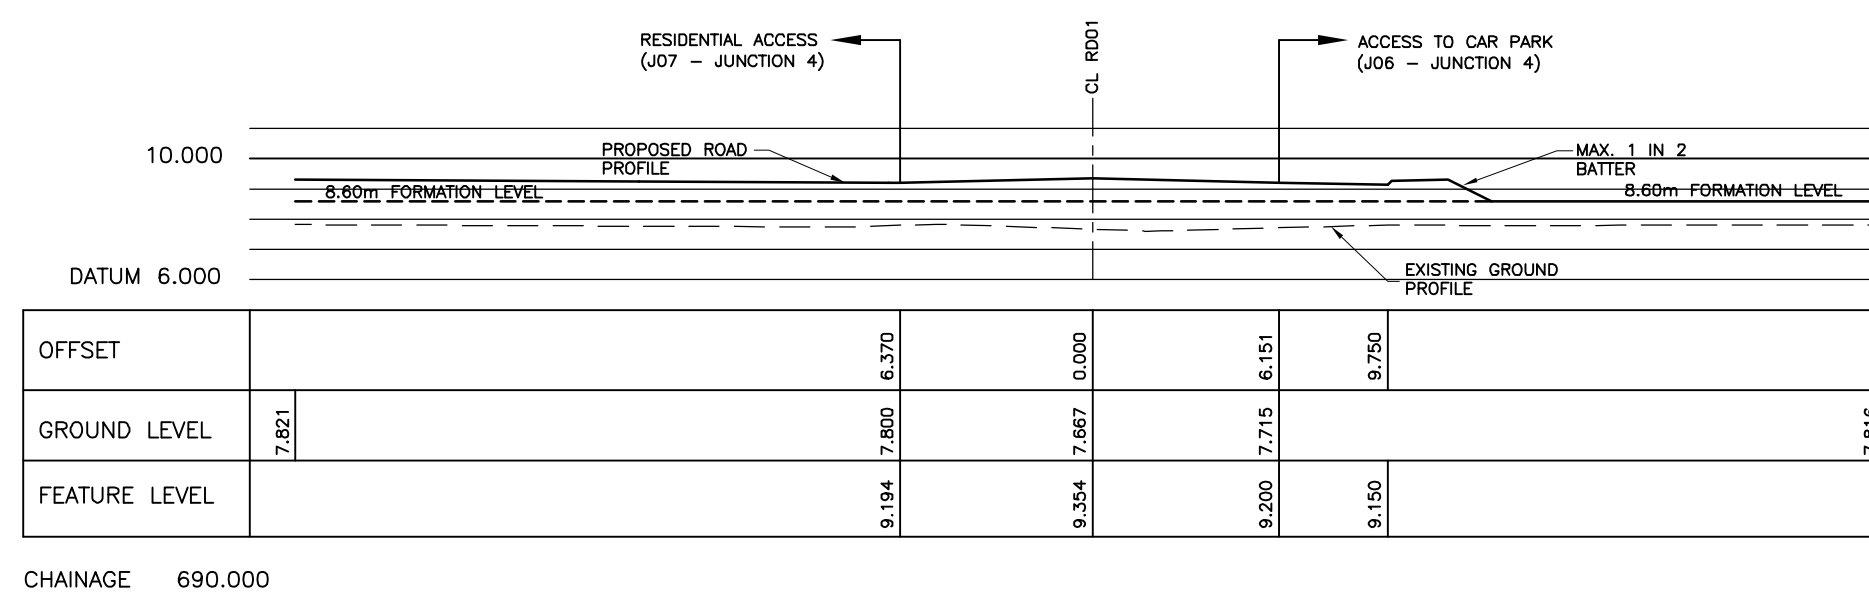 RESIDENTIAL ACCESS
(J07 – JUNCTION 4)
CL RD01
ACCESS TO CAR PARK
(J06 – JUNCTION 4)
10.000
PROPOSED ROAD
PROFILE
MAX. 1 IN 2
BATTER
8.60m FORMATION LEVEL
8.60m FORMATION LEVEL
DATUM 6.000
EXISTING GROUND
PROFILE
OFFSET
6.370
0.000
6.151
9.750
GROUND LEVEL
7.821
7.800
7.667
7.715
7.816
FEATURE LEVEL
9.194
9.354
9.200
9.150
CHAINAGE 690.000